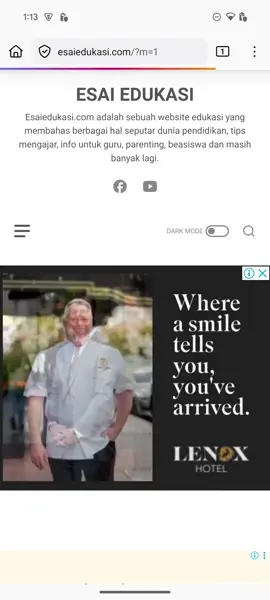 1:13
esaiedukasi.com/?m=1
1
ESAI EDUKASI
Esaiedukasi.com adalah sebuah website edukasi yang
membahas berbagai hal seputar dunia pendidikan, tips
mengajar, info untuk guru, parenting, beasiswa dan masih
banyak lagi.
DARK MODE
Where
a smile
tells
you,
you've
arrived.
LENOX
HOTEL